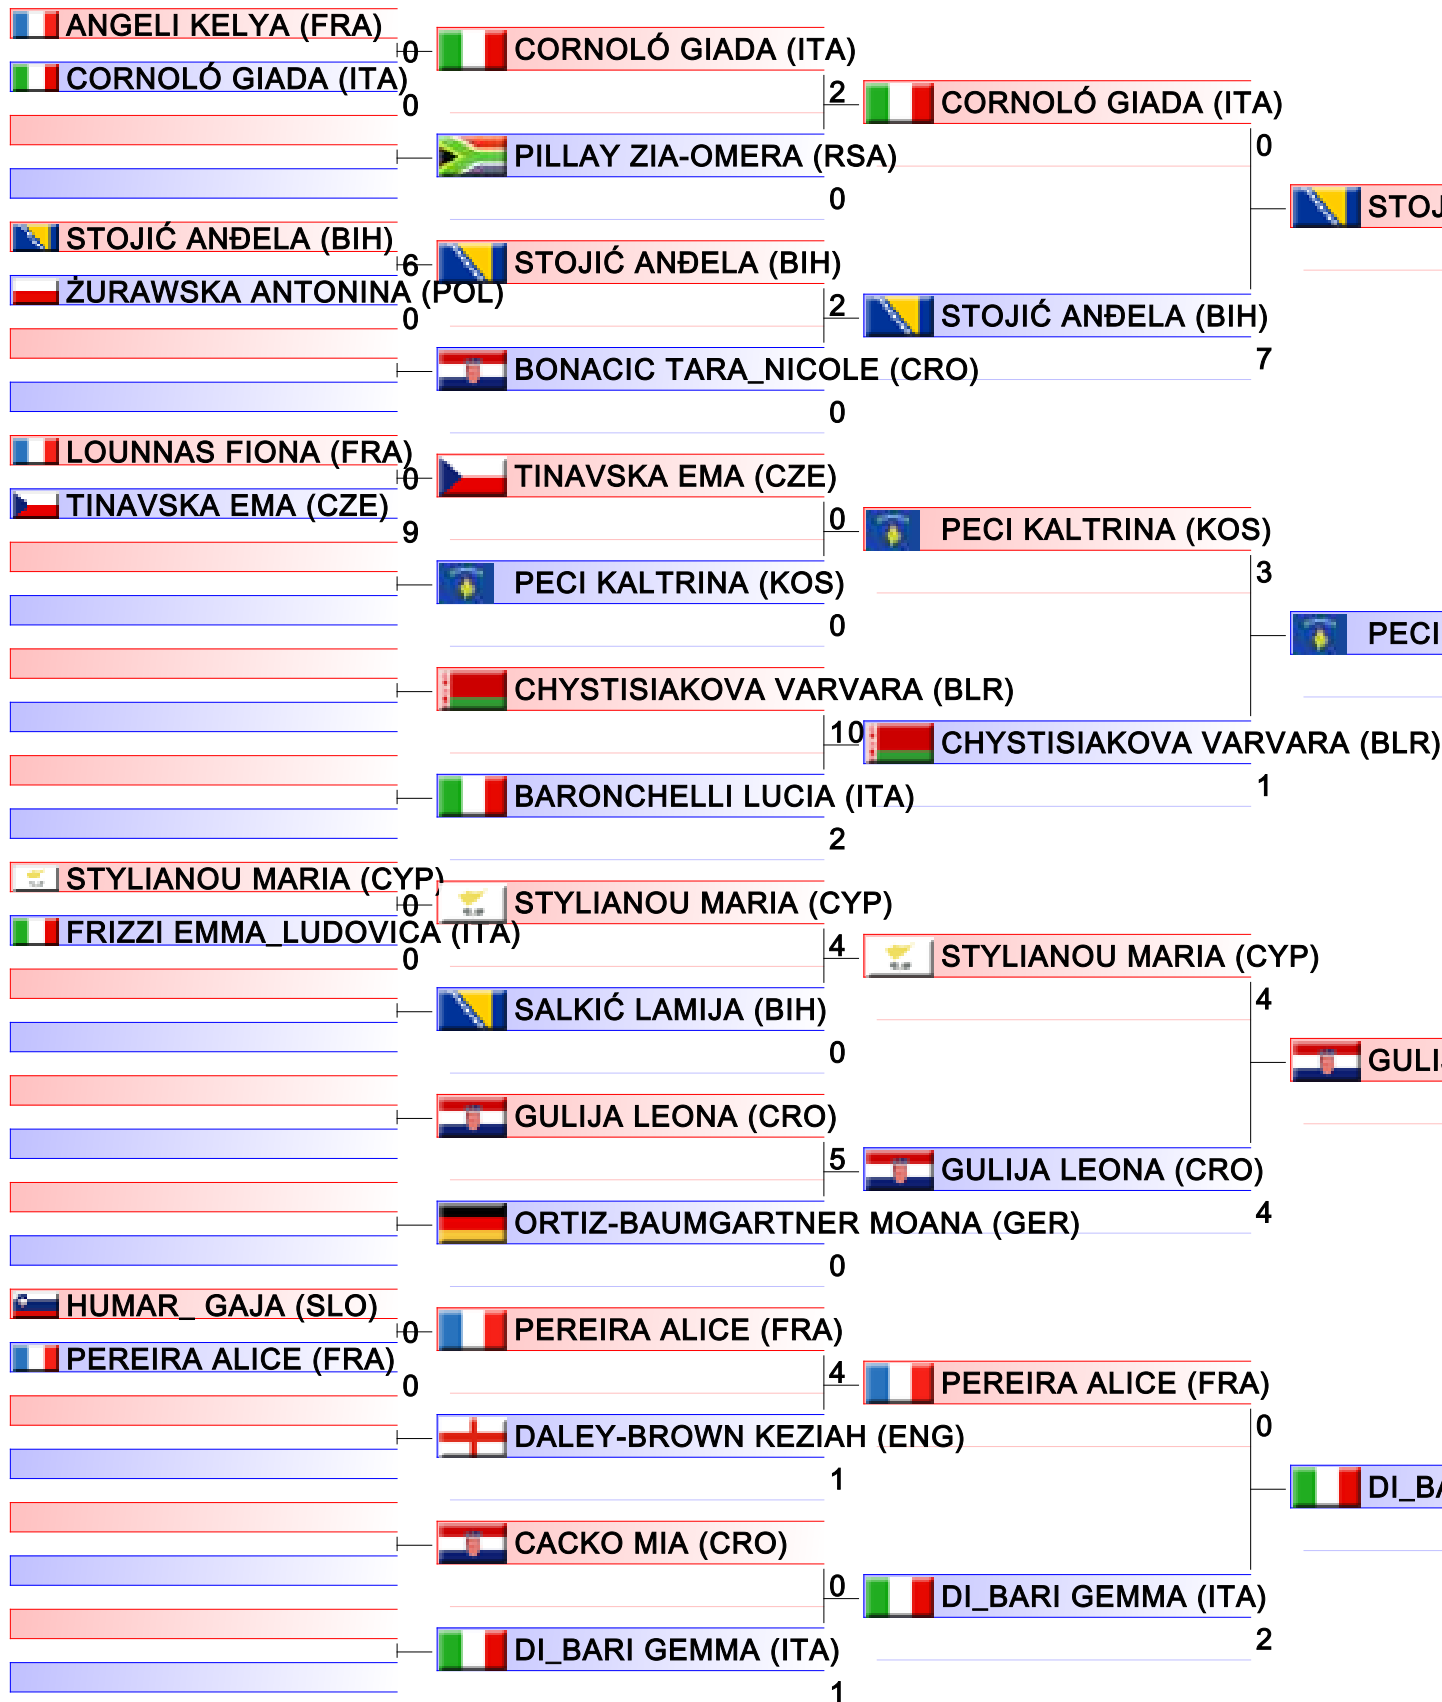 ANGELI KELYA (FRA)
0
CORNOLÓ GIADA (ITA)
0
STOJIĆ ANĐELA (BIH)
6
ŻURAWSKA ANTONINA (POL)
0
LOUNNAS FIONA (FRA)
0
TINAVSKA EMA (CZE)
9
STYLIANOU MARIA (CYP)
0
FRIZZI EMMA_LUDOVICA (ITA)
0
HUMAR_ GAJA (SLO)
0
PEREIRA ALICE (FRA)
0
CORNOLÓ GIADA (ITA)
2
PILLAY ZIA-OMERA (RSA)
0
STOJIĆ ANĐELA (BIH)
2
BONACIC TARA_NICOLE (CRO)
0
TINAVSKA EMA (CZE)
0
PECI KALTRINA (KOS)
0
CHYSTISIAKOVA VARVARA (BLR)
10
BARONCHELLI LUCIA (ITA)
2
STYLIANOU MARIA (CYP)
4
SALKIĆ LAMIJA (BIH)
0
GULIJA LEONA (CRO)
5
ORTIZ-BAUMGARTNER MOANA (GER)
0
PEREIRA ALICE (FRA)
4
DALEY-BROWN KEZIAH (ENG)
1
CACKO MIA (CRO)
0
DI_BARI GEMMA (ITA)
1
CORNOLÓ GIADA (ITA)
0
STOJIĆ ANĐELA (BIH)
7
PECI KALTRINA (KOS)
3
CHYSTISIAKOVA VARVARA (BLR)
1
STYLIANOU MARIA (CYP)
4
GULIJA LEONA (CRO)
4
PEREIRA ALICE (FRA)
0
DI_BARI GEMMA (ITA)
2
STOJ
PECI
GULI
DI_BA